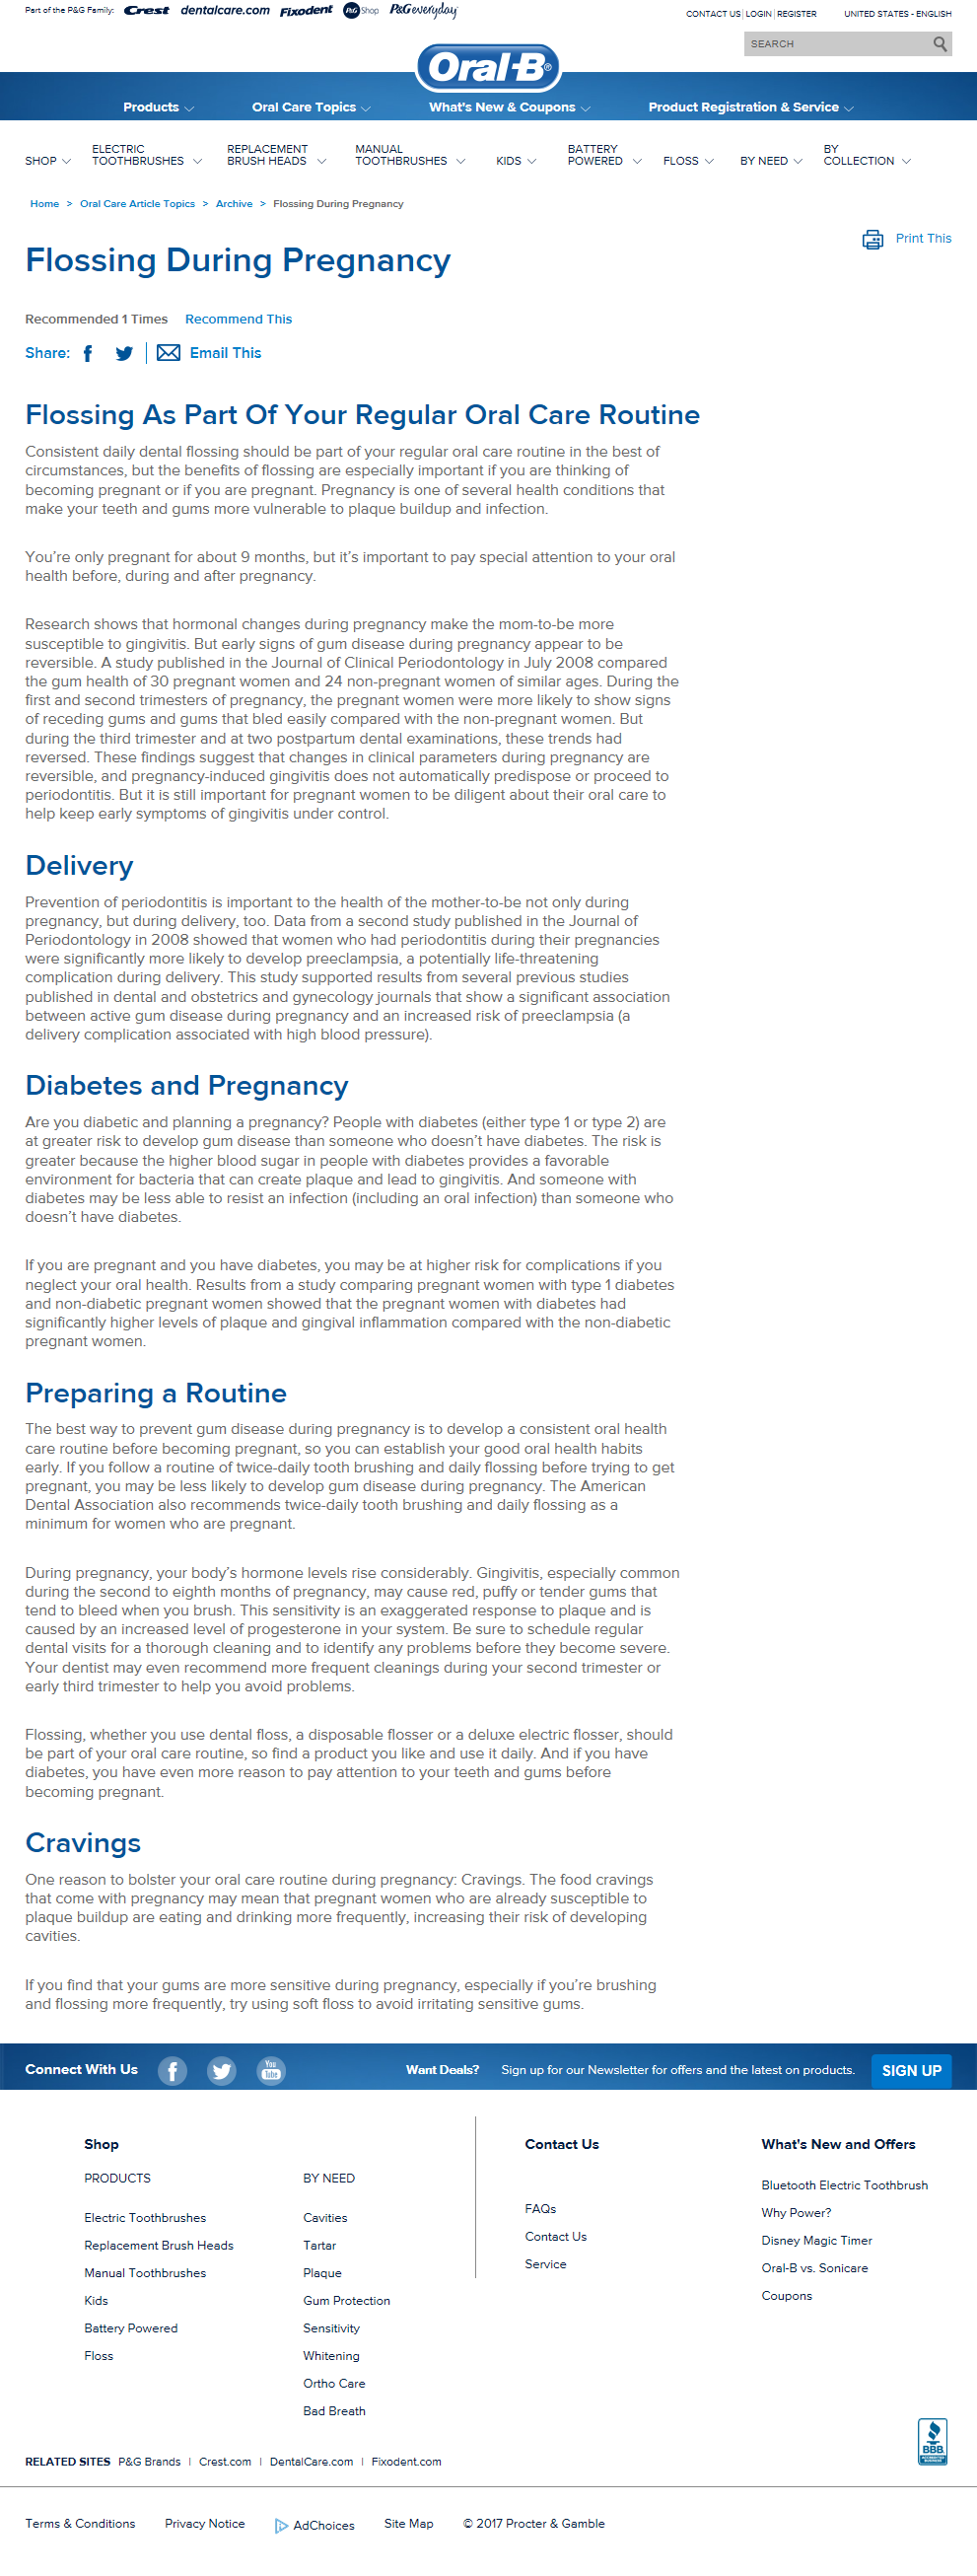 Part of the P&G Family: Crest dentalcare.com Fixodent P&G Shop P&G everyday
CONTACT US | LOGIN | REGISTER UNITED STATES - ENGLISH
SEARCH
Oral-B®
Products Oral Care Topics What's New & Coupons Product Registration & Service
SHOP ELECTRIC TOOTHBRUSHES REPLACEMENT BRUSH HEADS MANUAL TOOTHBRUSHES KIDS BATTERY POWERED FLOSS BY NEED BY COLLECTION
Home > Oral Care Article Topics > Archive > Flossing During Pregnancy
Print This
Flossing During Pregnancy
Recommended 1 Times Recommend This
Share: Email This
Flossing As Part Of Your Regular Oral Care Routine
Consistent daily dental flossing should be part of your regular oral care routine in the best of
circumstances, but the benefits of flossing are especially important if you are thinking of
becoming pregnant or if you are pregnant. Pregnancy is one of several health conditions that
make your teeth and gums more vulnerable to plaque buildup and infection.
You're only pregnant for about 9 months, but it's important to pay special attention to your oral
health before, during and after pregnancy.
Research shows that hormonal changes during pregnancy make the mom-to-be more
susceptible to gingivitis. But early signs of gum disease during pregnancy appear to be
reversible. A study published in the Journal of Clinical Periodontology in July 2008 compared
the gum health of 30 pregnant women and 24 non-pregnant women of similar ages. During the
first and second trimesters of pregnancy, the pregnant women were more likely to show signs
of receding gums and gums that bled easily compared with the non-pregnant women. But
during the third trimester and at two postpartum dental examinations, these trends had
reversed. These findings suggest that changes in clinical parameters during pregnancy are
reversible, and pregnancy-induced gingivitis does not automatically predispose or proceed to
periodontitis. But it is still important for pregnant women to be diligent about their oral care to
help keep early symptoms of gingivitis under control.
Delivery
Prevention of periodontitis is important to the health of the mother-to-be not only during
pregnancy, but during delivery, too. Data from a second study published in the Journal of
Periodontology in 2008 showed that women who had periodontitis during their pregnancies
were significantly more likely to develop preeclampsia, a potentially life-threatening
complication during delivery. This study supported results from several previous studies
published in dental and obstetrics and gynecology journals that show a significant association
between active gum disease during pregnancy and an increased risk of preeclampsia (a
delivery complication associated with high blood pressure).
Diabetes and Pregnancy
Are you diabetic and planning a pregnancy? People with diabetes (either type 1 or type 2) are
at greater risk to develop gum disease than someone who doesn't have diabetes. The risk is
greater because the higher blood sugar in people with diabetes provides a favorable
environment for bacteria that can create plaque and lead to gingivitis. And someone with
diabetes may be less able to resist an infection (including an oral infection) than someone who
doesn't have diabetes.
If you are pregnant and you have diabetes, you may be at higher risk for complications if you
neglect your oral health. Results from a study comparing pregnant women with type 1 diabetes
and non-diabetic pregnant women showed that the pregnant women with diabetes had
significantly higher levels of plaque and gingival inflammation compared with the non-diabetic
pregnant women.
Preparing a Routine
The best way to prevent gum disease during pregnancy is to develop a consistent oral health
care routine before becoming pregnant, so you can establish your good oral health habits
early. If you follow a routine of twice-daily tooth brushing and daily flossing before trying to get
pregnant, you may be less likely to develop gum disease during pregnancy. The American
Dental Association also recommends twice-daily tooth brushing and daily flossing as a
minimum for women who are pregnant.
During pregnancy, your body's hormone levels rise considerably. Gingivitis, especially common
during the second to eighth months of pregnancy, may cause red, puffy or tender gums that
tend to bleed when you brush. This sensitivity is an exaggerated response to plaque and is
caused by an increased level of progesterone in your system. Be sure to schedule regular
dental visits for a thorough cleaning and to identify any problems before they become severe.
Your dentist may even recommend more frequent cleanings during your second trimester or
early third trimester to help you avoid problems.
Flossing, whether you use dental floss, a disposable flosser or a deluxe electric flosser, should
be part of your oral care routine, so find a product you like and use it daily. And if you have
diabetes, you have even more reason to pay attention to your teeth and gums before
becoming pregnant.
Cravings
One reason to bolster your oral care routine during pregnancy: Cravings. The food cravings
that come with pregnancy may mean that pregnant women who are already susceptible to
plaque buildup are eating and drinking more frequently, increasing their risk of developing
cavities.
If you find that your gums are more sensitive during pregnancy, especially if you're brushing
and flossing more frequently, try using soft floss to avoid irritating sensitive gums.
Connect With Us You Tube Want Deals? Sign up for our Newsletter for offers and the latest on products. SIGN UP
Shop
PRODUCTS
Electric Toothbrushes
Replacement Brush Heads
Manual Toothbrushes
Kids
Battery Powered
Floss
BY NEED
Cavities
Tartar
Plaque
Gum Protection
Sensitivity
Whitening
Ortho Care
Bad Breath
Contact Us
FAQs
Contact Us
Service
What's New and Offers
Bluetooth Electric Toothbrush
Why Power?
Disney Magic Timer
Oral-B vs. Sonicare
Coupons
BBB
RELATED SITES P&G Brands | Crest.com | DentalCare.com | Fixodent.com
Terms & Conditions Privacy Notice AdChoices Site Map © 2017 Procter & Gamble